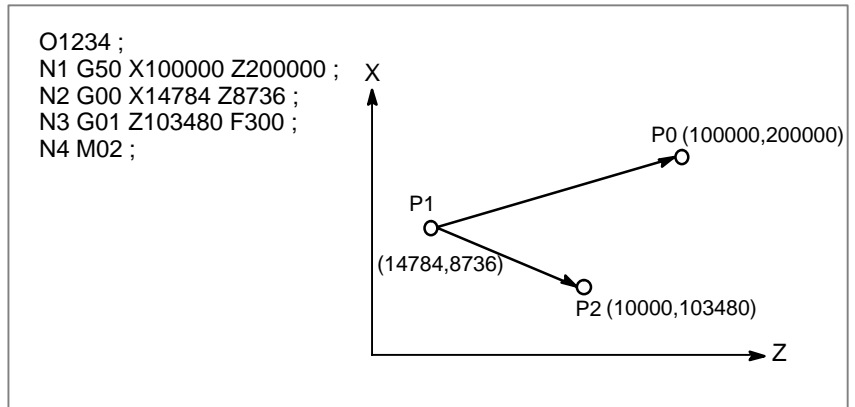 O1234 ;
N1 G50 X100000 Z200000 ;
N2 G00 X14784 Z8736 ;
N3 G01 Z103480 F300 ;
N4 M02 ;
X
P0 (100000,200000)
P1
(14784,8736)
P2 (10000,103480)
Z